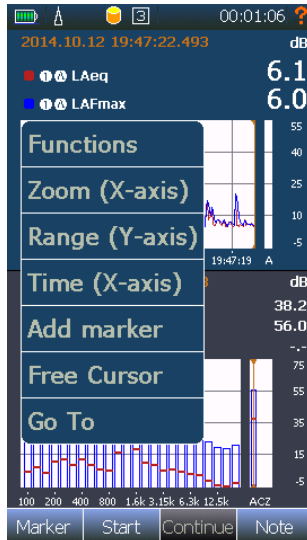 3 00:01:06 ?
2014.10.12 19:47:22.493 dB
1 A LAeq 6.1
1 A LAFmax 6.0
55
40
25
10
-5
19:47:19 A
Functions
Zoom (X-axis)
Range (Y-axis)
Time (X-axis)
Add marker
Free Cursor
Go To
dB
38.2
56.0
-.-
75
55
35
15
-5
100 200 400 800 1.6k 3.15k 6.3k 12.5k ACZ
Marker Start Continue Note